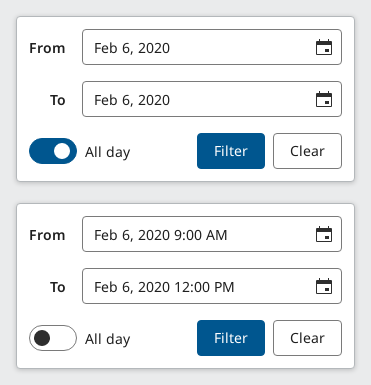 From Feb 6, 2020
To Feb 6, 2020
All day Filter Clear
From Feb 6, 2020 9:00 AM
To Feb 6, 2020 12:00 PM
All day Filter Clear